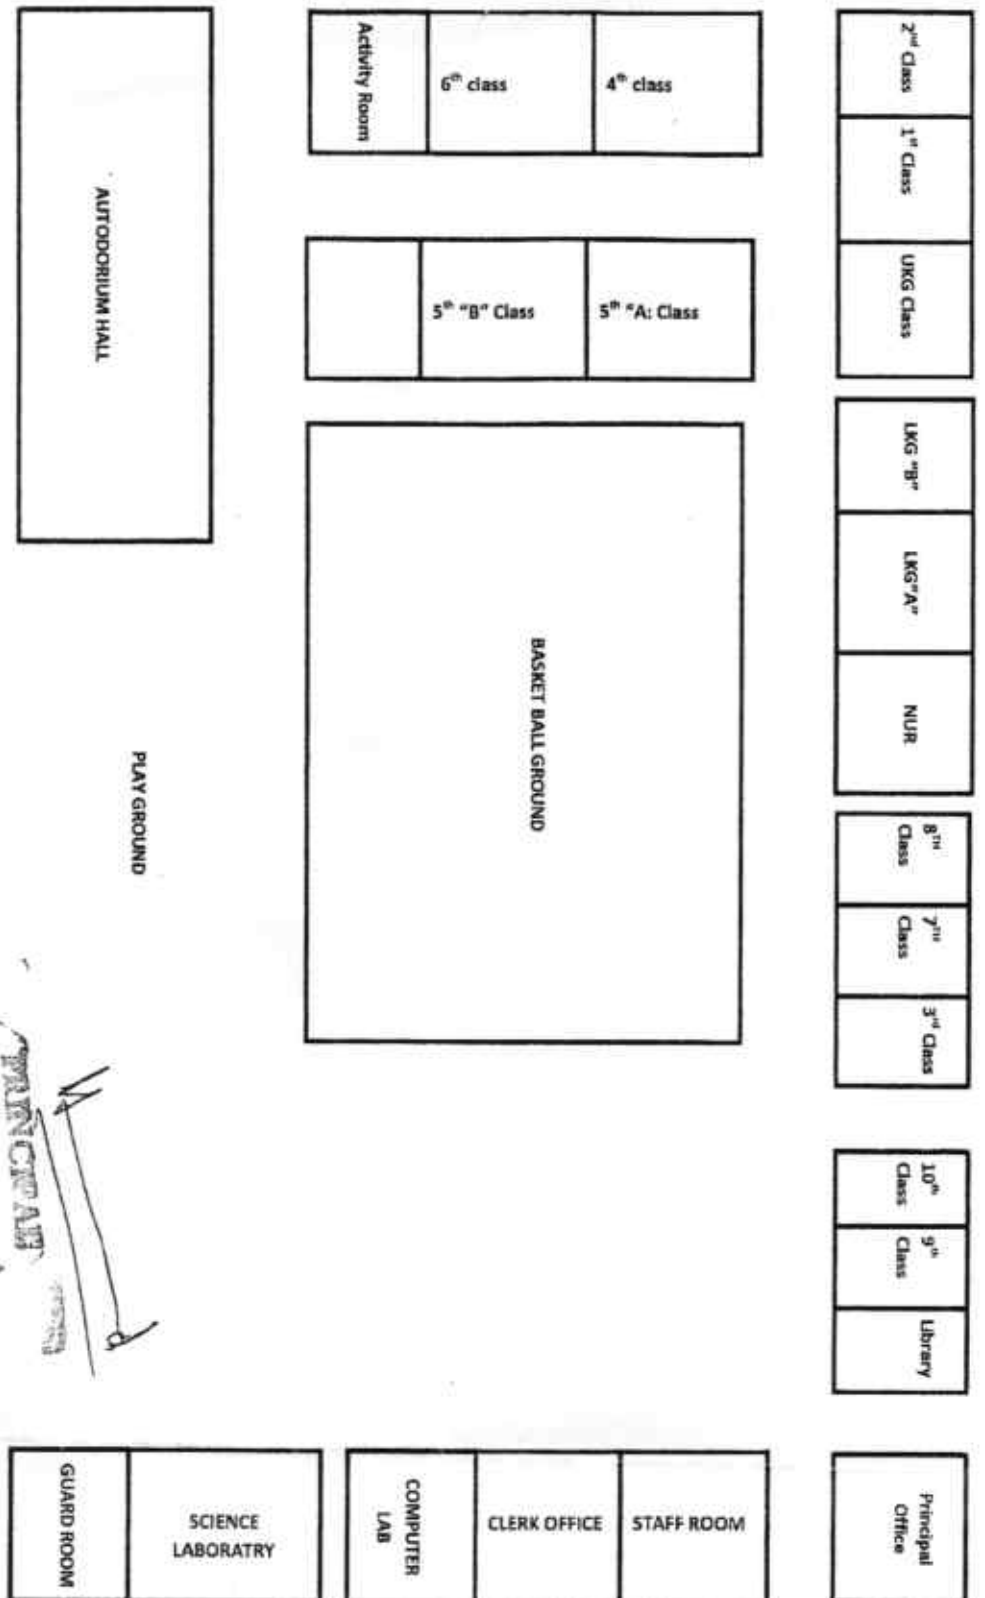 Activity Room
6th class
4th class
2nd Class
1st Class
UKG Class
AUTODORIUM HALL
5th "B" Class
5th "A: Class
LKG "B"
LKG"A"
NUR
BASKET BALL GROUND
PLAY GROUND
8TH
Class
7TH
Class
3rd Class
10th
Class
9th
Class
Library
PRINCIPAL
GUARD ROOM
SCIENCE
LABORATRY
COMPUTER
LAB
CLERK OFFICE
STAFF ROOM
Principal
Office